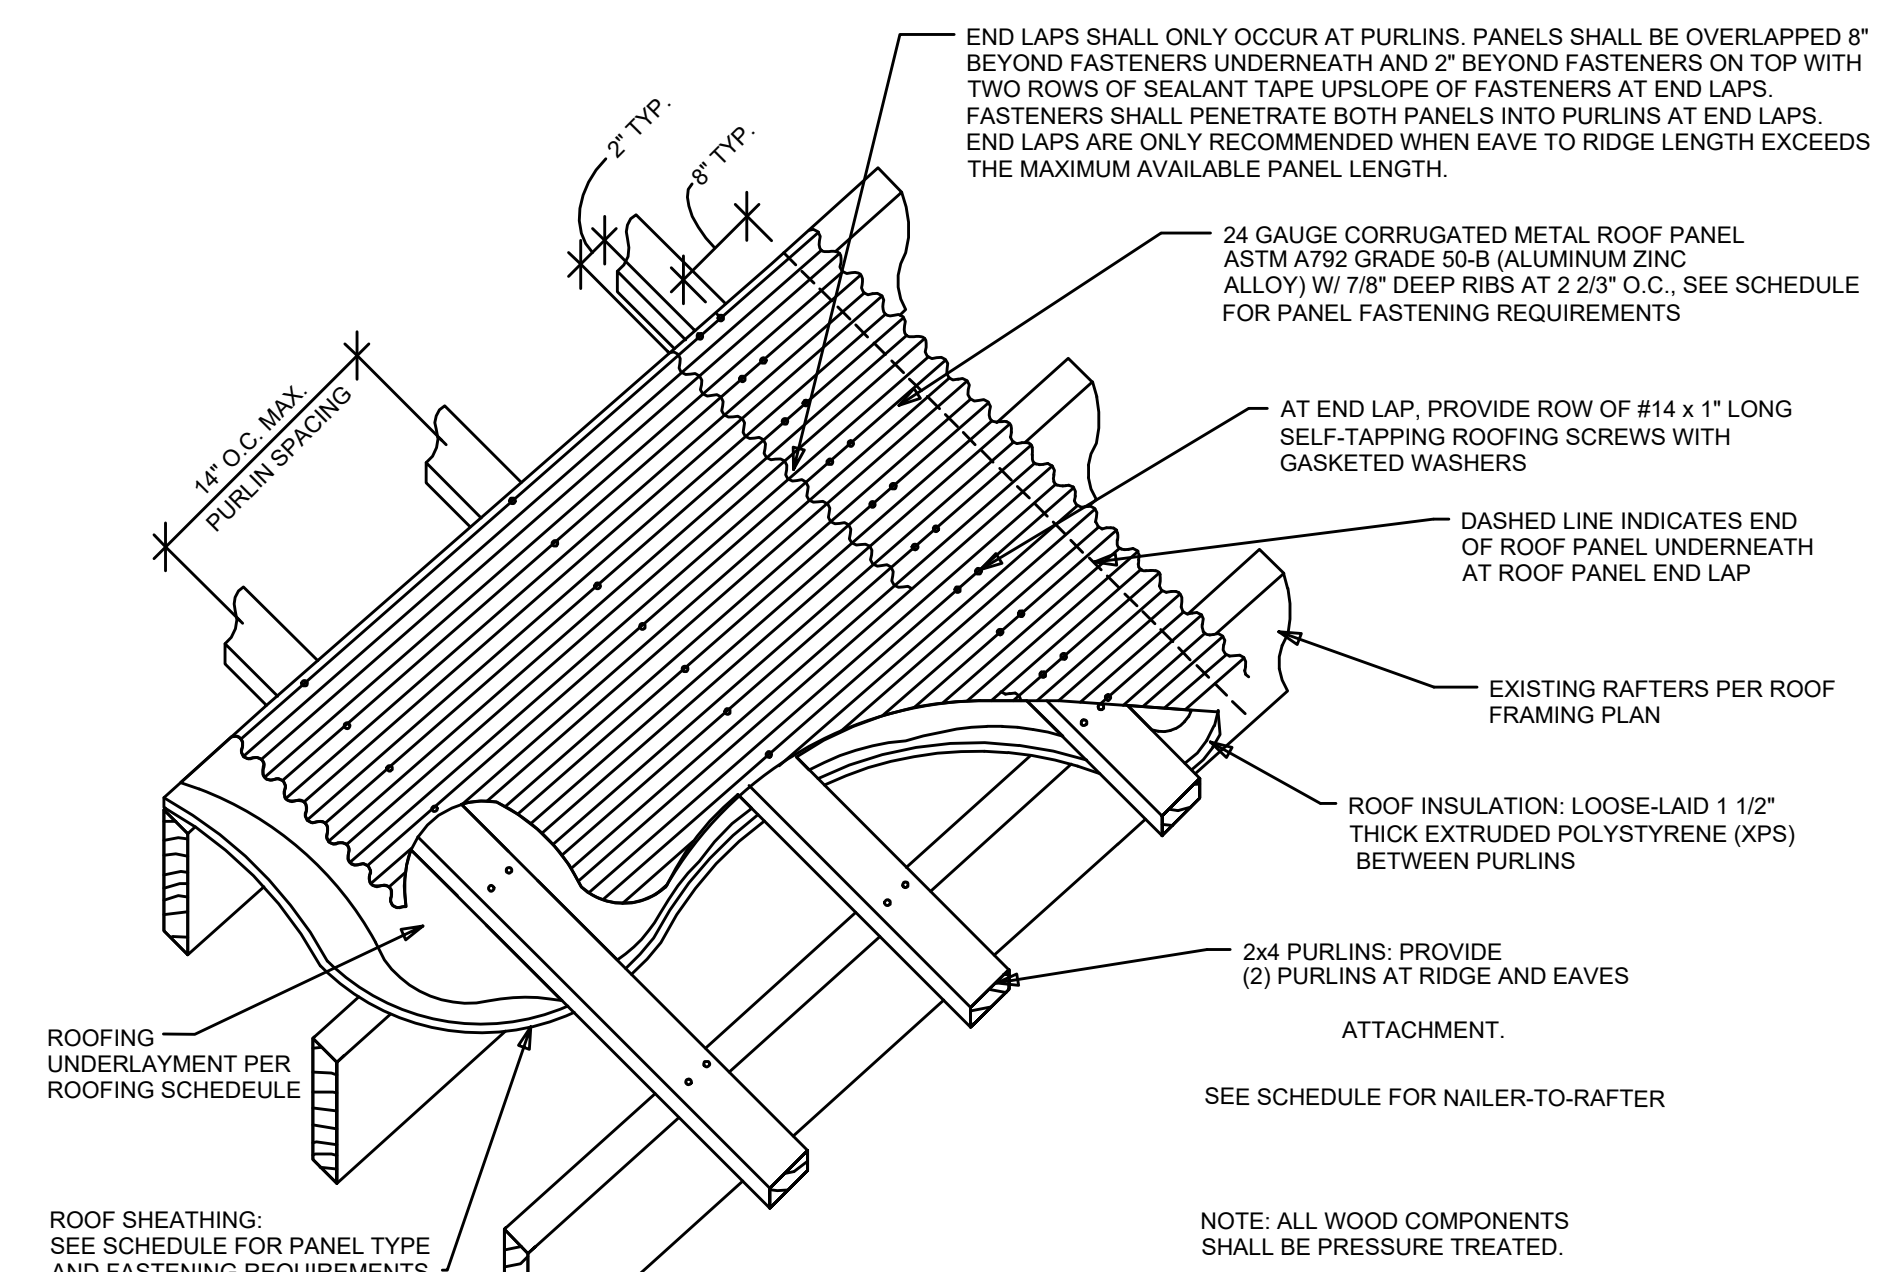 END LAPS SHALL ONLY OCCUR AT PURLINS. PANELS SHALL BE OVERLAPPED 8"
BEYOND FASTENERS UNDERNEATH AND 2" BEYOND FASTENERS ON TOP WITH
TWO ROWS OF SEALANT TAPE UPSLOPE OF FASTENERS AT END LAPS.
FASTENERS SHALL PENETRATE BOTH PANELS INTO PURLINS AT END LAPS.
END LAPS ARE ONLY RECOMMENDED WHEN EAVE TO RIDGE LENGTH EXCEEDS
THE MAXIMUM AVAILABLE PANEL LENGTH.
2" TYP.
8" TYP.
24 GAUGE CORRUGATED METAL ROOF PANEL
ASTM A792 GRADE 50-B (ALUMINUM ZINC
ALLOY) W/ 7/8" DEEP RIBS AT 2 2/3" O.C., SEE SCHEDULE
FOR PANEL FASTENING REQUIREMENTS
14" O.C. MAX.
PURLIN SPACING
AT END LAP, PROVIDE ROW OF #14 x 1" LONG
SELF-TAPPING ROOFING SCREWS WITH
GASKETED WASHERS
DASHED LINE INDICATES END
OF ROOF PANEL UNDERNEATH
AT ROOF PANEL END LAP
EXISTING RAFTERS PER ROOF
FRAMING PLAN
ROOF INSULATION: LOOSE-LAID 1 1/2"
THICK EXTRUDED POLYSTYRENE (XPS)
BETWEEN PURLINS
2x4 PURLINS: PROVIDE
(2) PURLINS AT RIDGE AND EAVES
ATTACHMENT.
SEE SCHEDULE FOR NAILER-TO-RAFTER
ROOFING
UNDERLAYMENT PER
ROOFING SCHEDEULE
ROOF SHEATHING:
SEE SCHEDULE FOR PANEL TYPE
AND FASTENING REQUIREMENTS
NOTE: ALL WOOD COMPONENTS
SHALL BE PRESSURE TREATED.